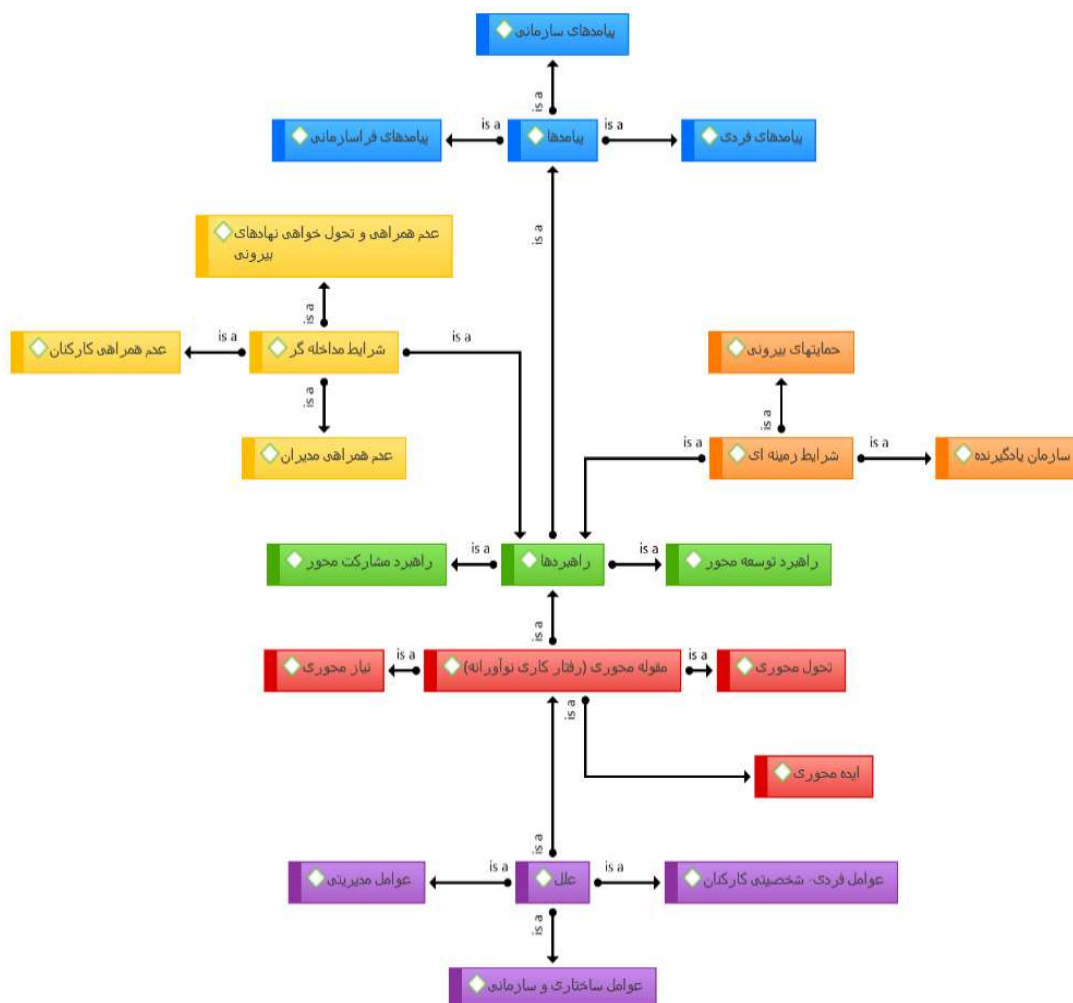 پیامدهای سازمانی
is a
پیامدهای فراسازمانی
is a
پیامدها
is a
پیامدهای فردی
is a
عدم همراهی و تحول خواهی نهادهای
بیرونی
is a
عدم همراهی کارکنان
is a
شرایط مداخله گر
is a
is a
عدم همراهی مدیران
حمایتهای بیرونی
is a
is a
شرایط زمینه ای
is a
سازمان یادگیرنده
راهبرد مشارکت محور
is a
راهبردها
is a
راهبرد توسعه محور
is a
نیاز محوری
is a
مقوله محوری (رفتار کاری نوآورانه)
is a
تحول محوری
is a
ایده محوری
is a
عوامل مدیریتی
is a
علل
is a
عوامل فردی- شخصیتی کارکنان
is a
عوامل ساختاری و سازمانی